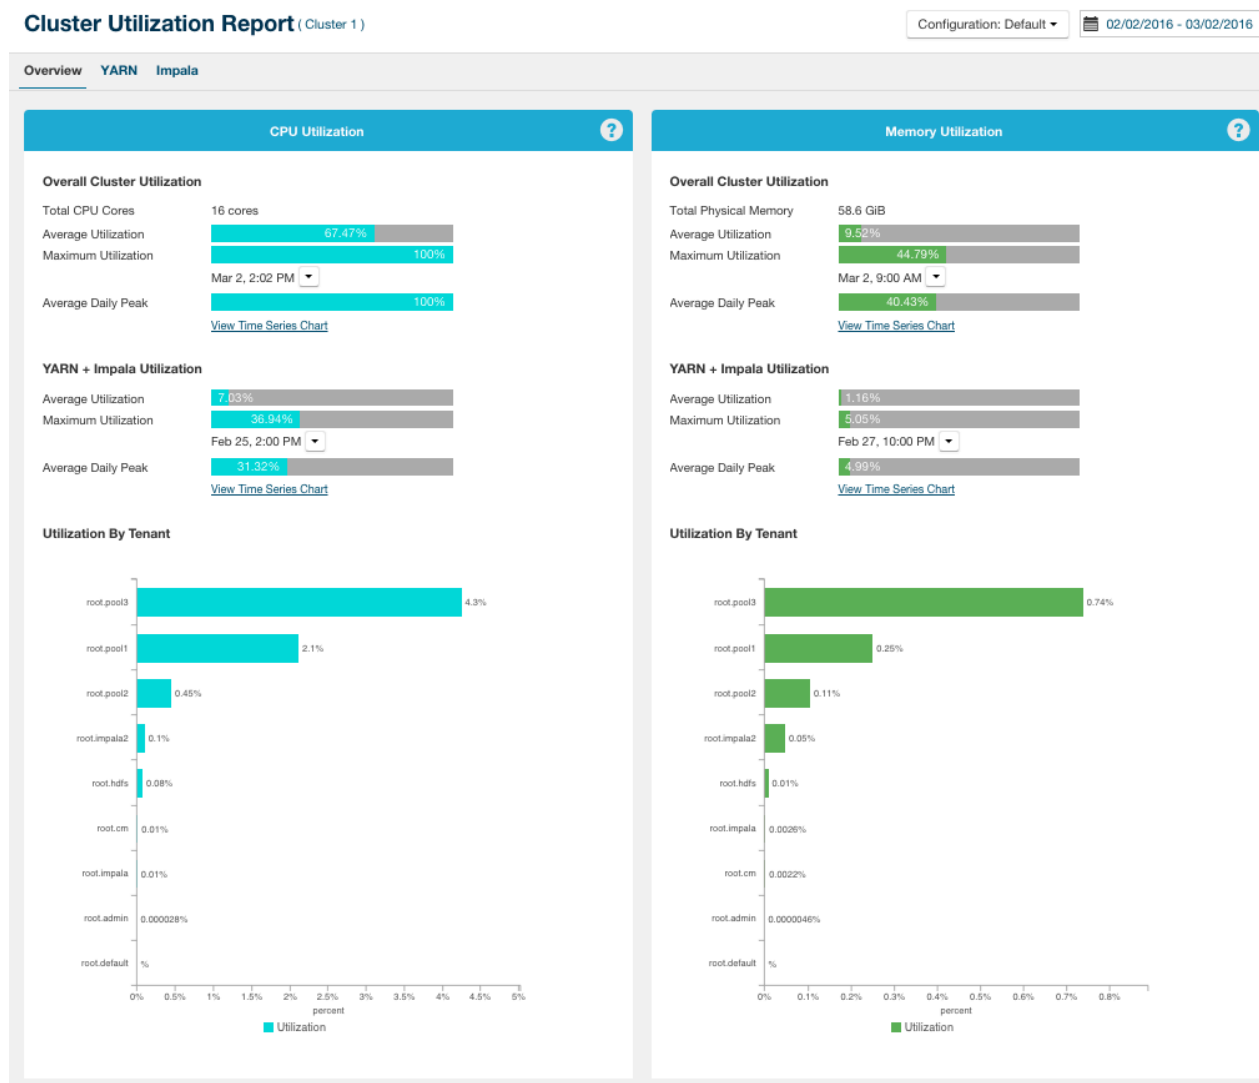 Cluster Utilization Report ( Cluster 1 )
Configuration: Default
02/02/2016 - 03/02/2016
Overview YARN Impala
CPU Utilization
?
Overall Cluster Utilization
Total CPU Cores 16 cores
Average Utilization 67.47%
Maximum Utilization 100%
Mar 2, 2:02 PM
Average Daily Peak 100%
View Time Series Chart
YARN + Impala Utilization
Average Utilization 7.03%
Maximum Utilization 36.94%
Feb 25, 2:00 PM
Average Daily Peak 31.32%
View Time Series Chart
Utilization By Tenant
root.pool3 4.3%
root.pool1 2.1%
root.pool2 0.45%
root.impala2 0.1%
root.hdfs 0.08%
root.cm 0.01%
root.impala 0.01%
root.admin 0.000028%
root.default %
0% 0.5% 1% 1.5% 2% 2.5% 3% 3.5% 4% 4.5% 5%
percent
Utilization
Memory Utilization
?
Overall Cluster Utilization
Total Physical Memory 58.6 GiB
Average Utilization 9.52%
Maximum Utilization 44.79%
Mar 2, 9:00 AM
Average Daily Peak 40.43%
View Time Series Chart
YARN + Impala Utilization
Average Utilization 1.16%
Maximum Utilization 5.05%
Feb 27, 10:00 PM
Average Daily Peak 4.99%
View Time Series Chart
Utilization By Tenant
root.pool3 0.74%
root.pool1 0.25%
root.pool2 0.11%
root.impala2 0.05%
root.hdfs 0.01%
root.impala 0.0026%
root.cm 0.0022%
root.admin 0.0000046%
root.default %
0% 0.1% 0.2% 0.3% 0.4% 0.5% 0.6% 0.7% 0.8%
percent
Utilization